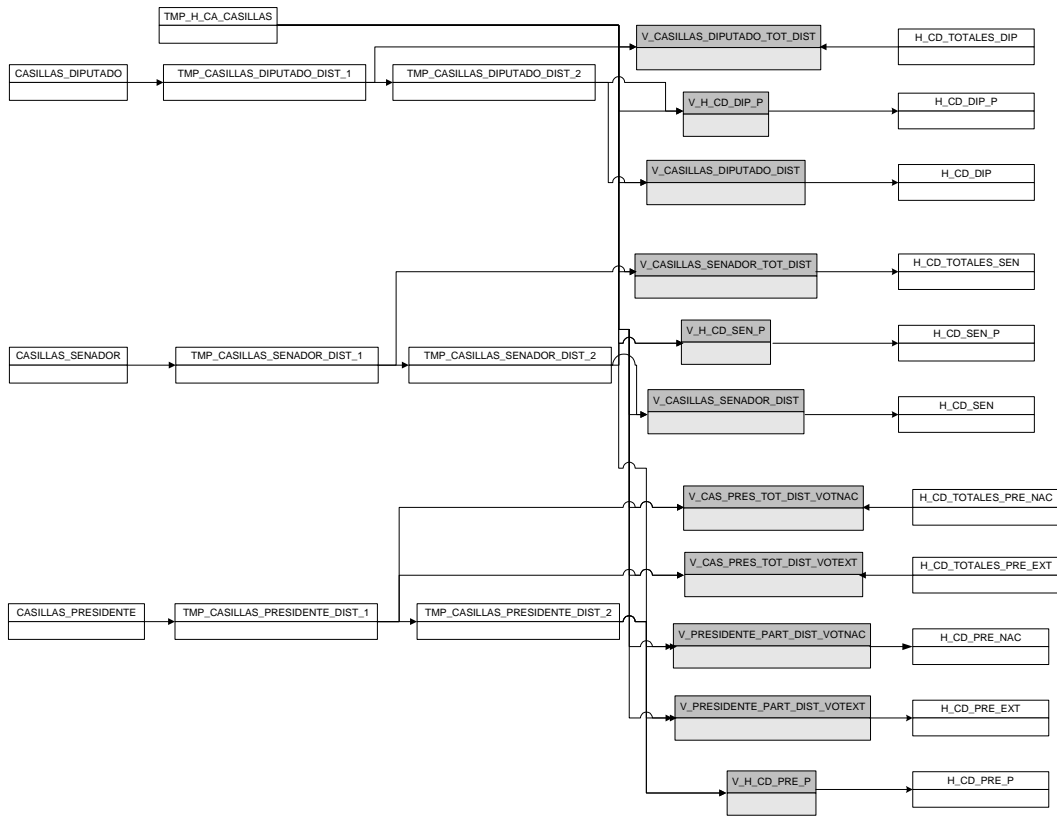 TMP_H_CA_CASILLAS
V_CASILLAS_DIPUTADO_TOT_DIST
H_CD_TOTALES_DIP
CASILLAS_DIPUTADO
TMP_CASILLAS_DIPUTADO_DIST_1
TMP_CASILLAS_DIPUTADO_DIST_2
V_H_CD_DIP_P
H_CD_DIP_P
V_CASILLAS_DIPUTADO_DIST
H_CD_DIP
V_CASILLAS_SENADOR_TOT_DIST
H_CD_TOTALES_SEN
V_H_CD_SEN_P
H_CD_SEN_P
CASILLAS_SENADOR
TMP_CASILLAS_SENADOR_DIST_1
TMP_CASILLAS_SENADOR_DIST_2
V_CASILLAS_SENADOR_DIST
H_CD_SEN
V_CAS_PRES_TOT_DIST_VOTNAC
H_CD_TOTALES_PRE_NAC
V_CAS_PRES_TOT_DIST_VOTEXT
H_CD_TOTALES_PRE_EXT
CASILLAS_PRESIDENTE
TMP_CASILLAS_PRESIDENTE_DIST_1
TMP_CASILLAS_PRESIDENTE_DIST_2
V_PRESIDENTE_PART_DIST_VOTNAC
H_CD_PRE_NAC
V_PRESIDENTE_PART_DIST_VOTEXT
H_CD_PRE_EXT
V_H_CD_PRE_P
H_CD_PRE_P